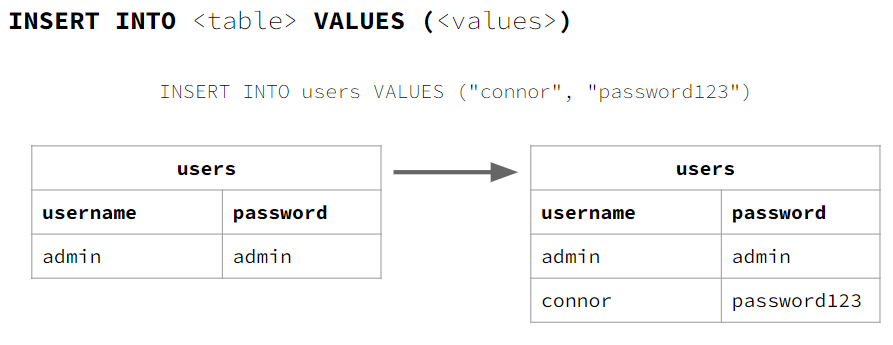 INSERT INTO <table> VALUES (<values>)
INSERT INTO users VALUES ("connor", "password123")
users
username password
admin admin
users
username password
admin admin
connor password123